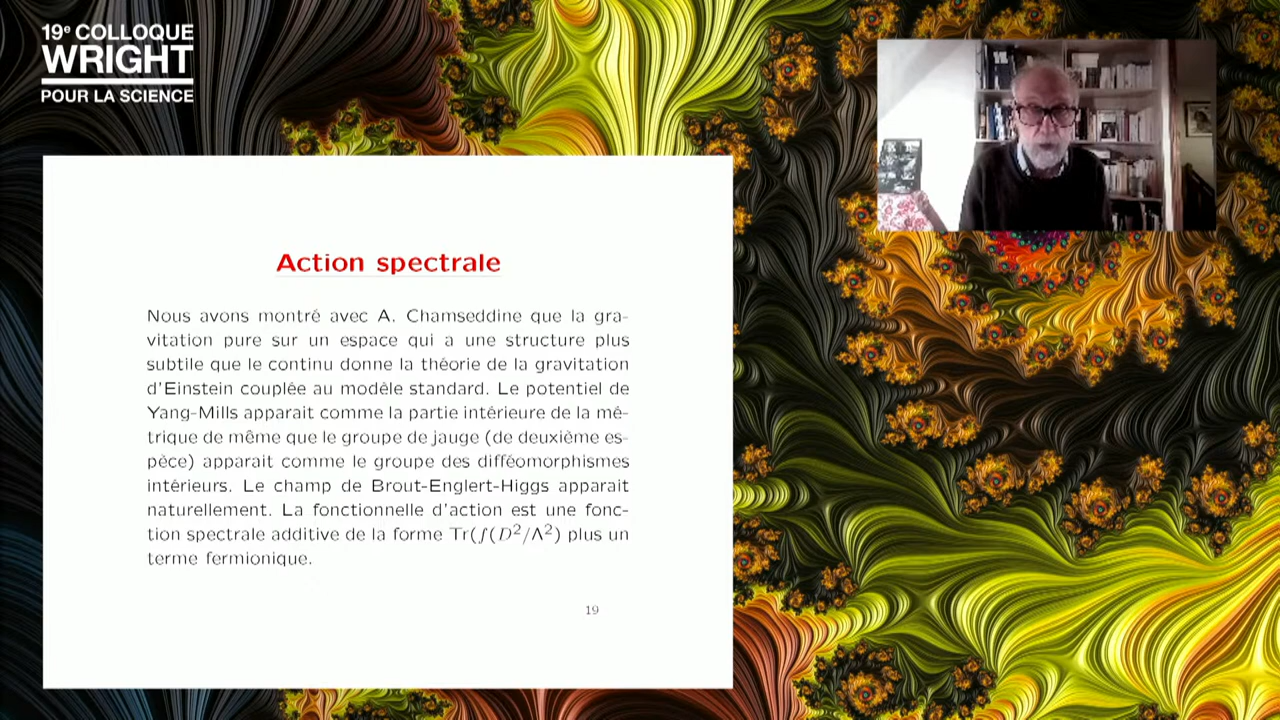 19e COLLOQUE
WRIGHT
POUR LA SCIENCE
Action spectrale
Nous avons montré avec A. Chamseddine que la gra-
vitation pure sur un espace qui a une structure plus
subtile que le continu donne la théorie de la gravitation
d'Einstein couplée au modèle standard. Le potentiel de
Yang-Mills apparait comme la partie intérieure de la mé-
trique de même que le groupe de jauge (de deuxième es-
pèce) apparait comme le groupe des difféomorphismes
intérieurs. Le champ de Brout-Englert-Higgs apparait
naturellement. La fonctionnelle d'action est une fonc-
tion spectrale additive de la forme Tr(f(D²/Λ²) plus un
terme fermionique.
19